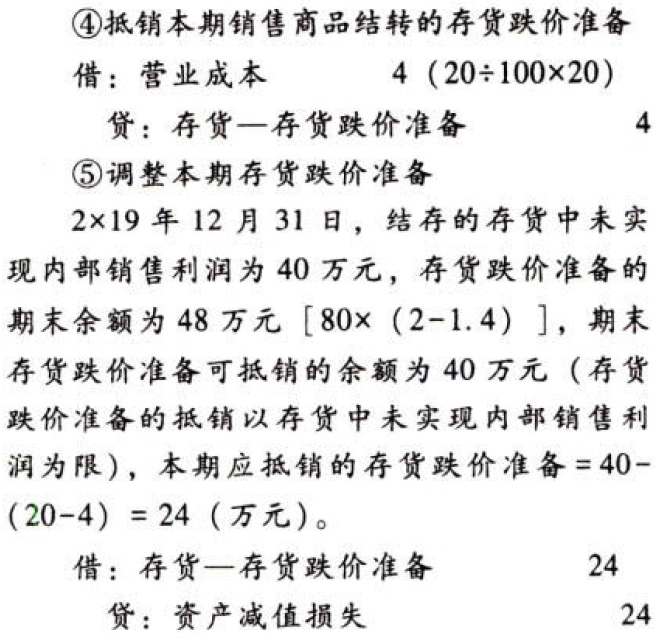 ④抵销本期销售商品结转的存货跌价准备
借：营业成本 4（20÷100×20）
贷：存货—存货跌价准备 4
⑤调整本期存货跌价准备
2×19 年 12 月 31 日，结存的存货中未实
现内部销售利润为 40 万元，存货跌价准备的
期末余额为 48 万元［80×（2-1.4）］，期末
存货跌价准备可抵销的余额为 40 万元（存货
跌价准备的抵销以存货中未实现内部销售利
润为限），本期应抵销的存货跌价准备＝40-
(20-4) ＝24（万元）。
借：存货—存货跌价准备 24
贷：资产减值损失 24